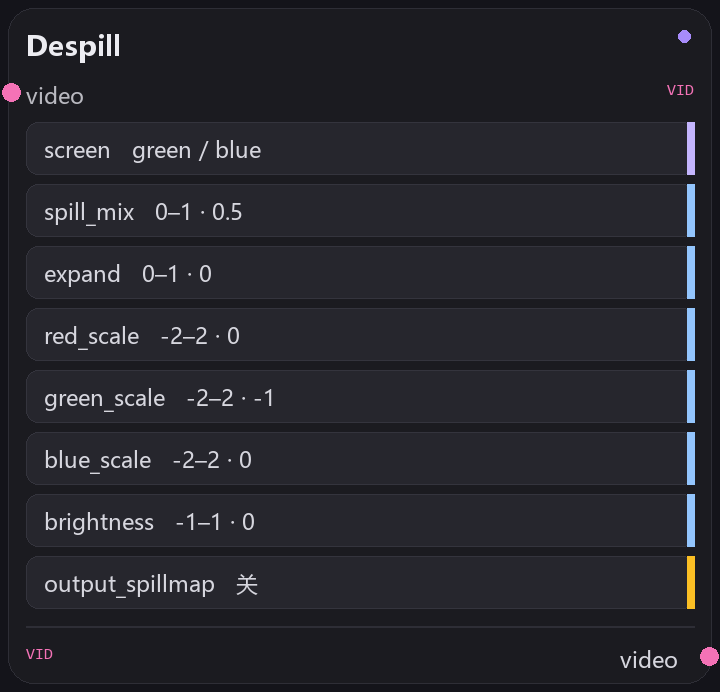 Despill
video VID
screen green / blue
spill_mix 0–1 · 0.5
expand 0–1 · 0
red_scale -2–2 · 0
green_scale -2–2 · -1
blue_scale -2–2 · 0
brightness -1–1 · 0
output_spillmap 关
VID video